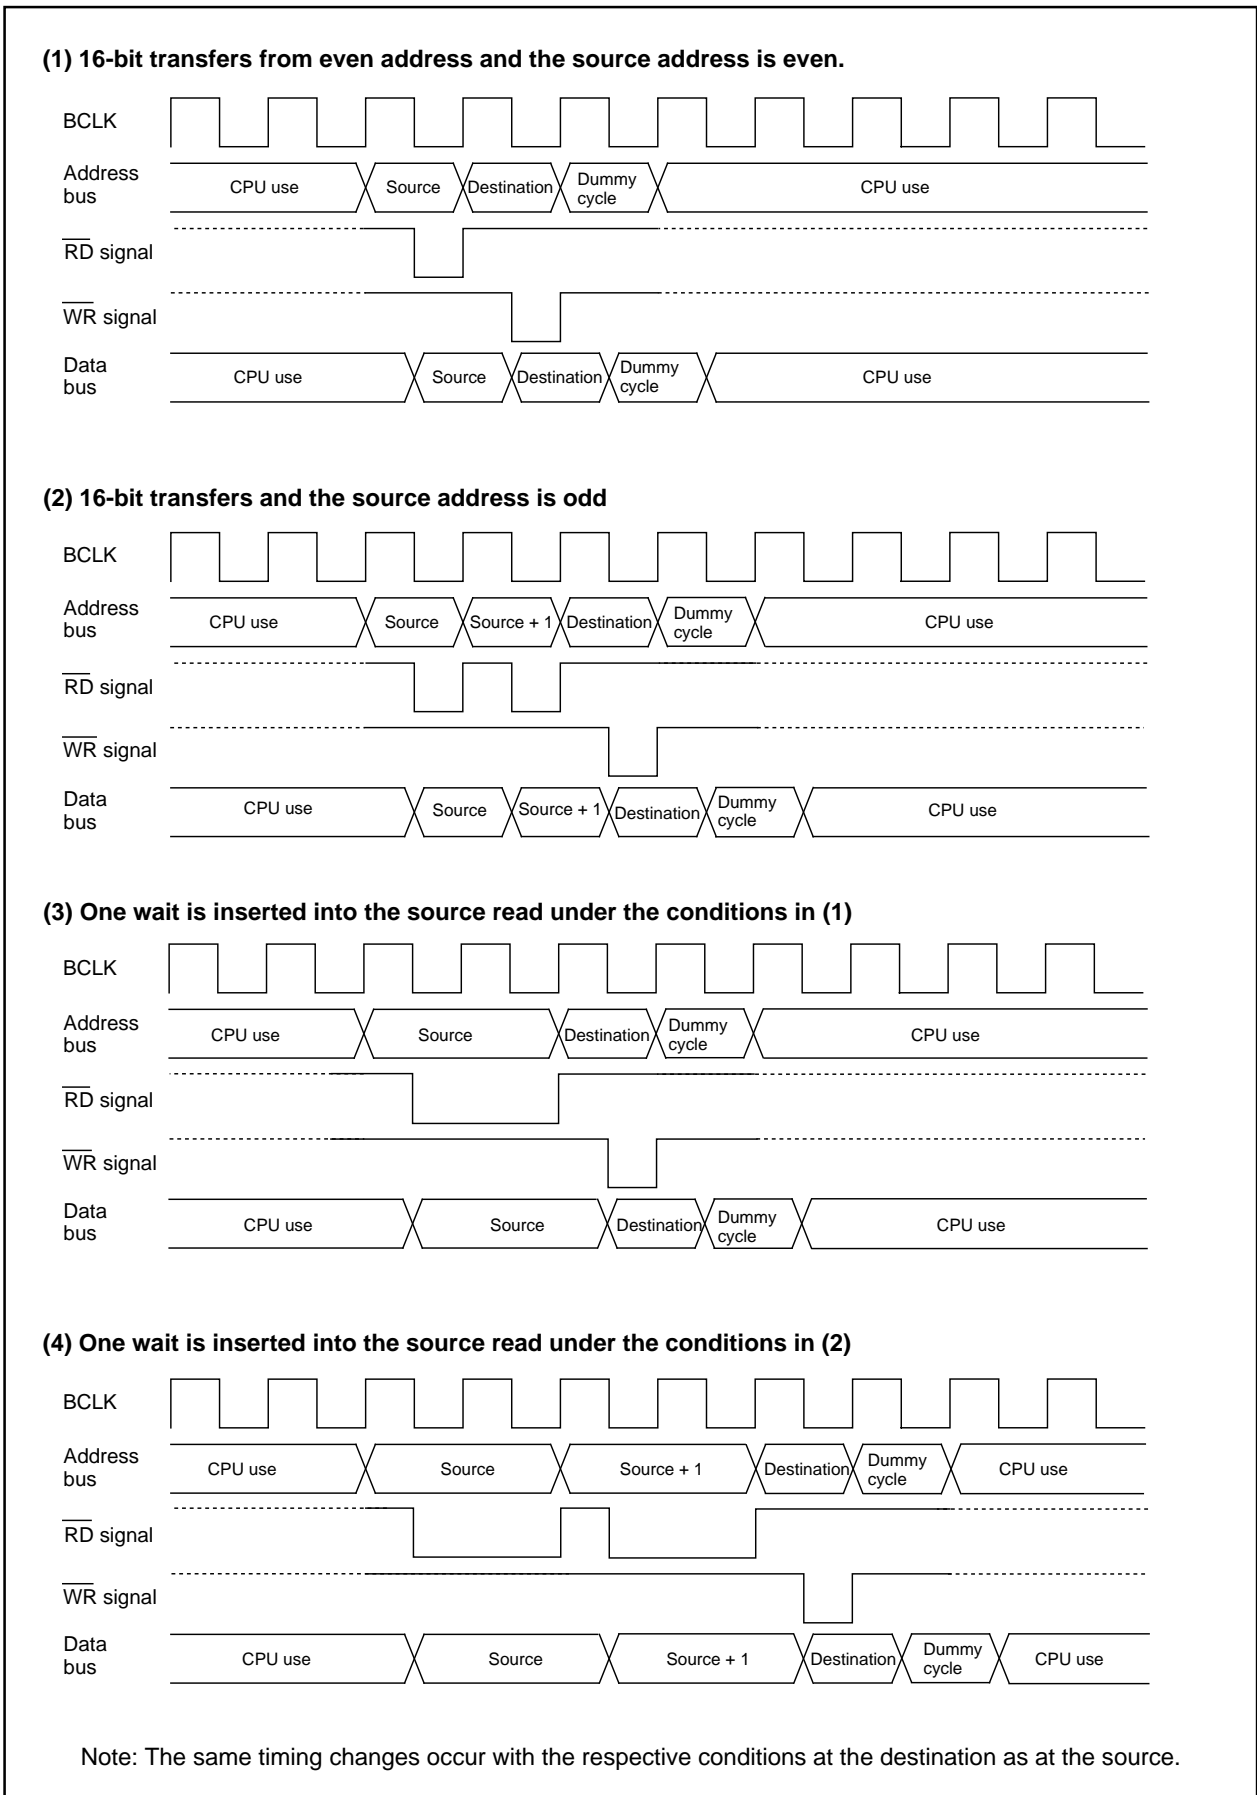 (1) 16-bit transfers from even address and the source address is even.
BCLK
Address
bus
CPU use
Source
Destination
Dummy
cycle
CPU use
RD signal
WR signal
Data
bus
CPU use
Source
Destination
Dummy
cycle
CPU use
(2) 16-bit transfers and the source address is odd
BCLK
Address
bus
CPU use
Source
Source + 1
Destination
Dummy
cycle
CPU use
RD signal
WR signal
Data
bus
CPU use
Source
Source + 1
Destination
Dummy
cycle
CPU use
(3) One wait is inserted into the source read under the conditions in (1)
BCLK
Address
bus
CPU use
Source
Destination
Dummy
cycle
CPU use
RD signal
WR signal
Data
bus
CPU use
Source
Destination
Dummy
cycle
CPU use
(4) One wait is inserted into the source read under the conditions in (2)
BCLK
Address
bus
CPU use
Source
Source + 1
Destination
Dummy
cycle
CPU use
RD signal
WR signal
Data
bus
CPU use
Source
Source + 1
Destination
Dummy
cycle
CPU use
Note: The same timing changes occur with the respective conditions at the destination as at the source.